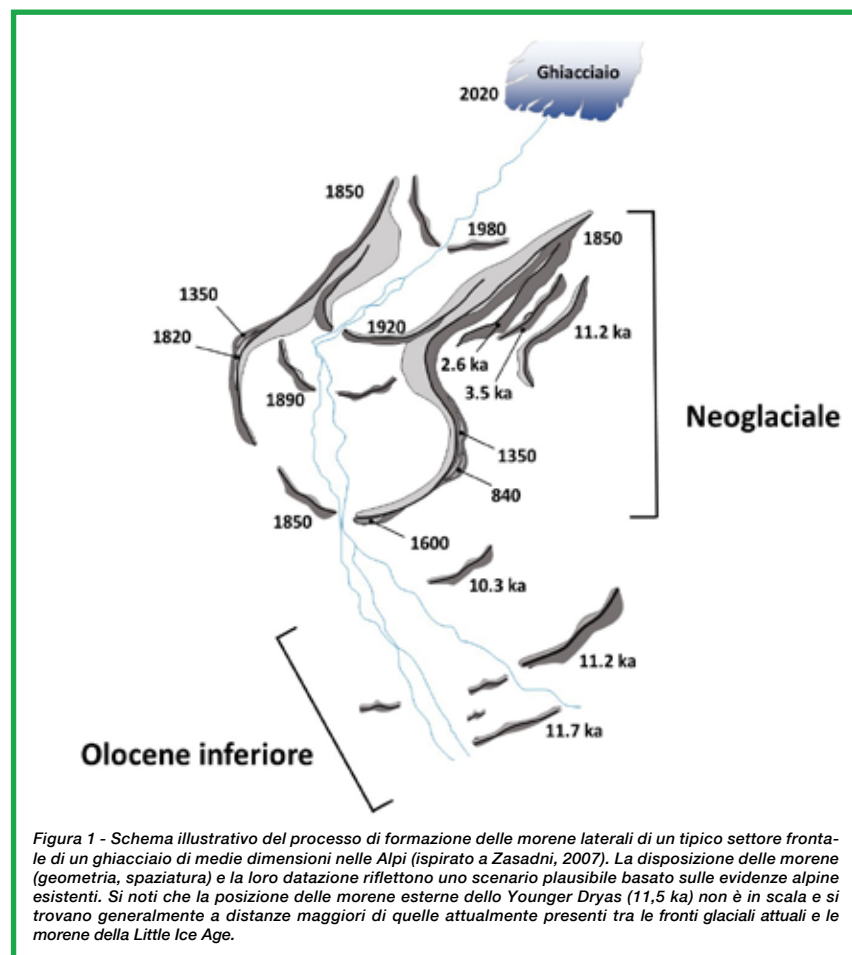 Ghiacciaio
2020
1850
1980
1850
1350
1820
1920
11.2 ka
2.6 ka
3.5 ka
1890
Neoglaciale
1350
840
1850
1600
10.3 ka
11.2 ka
11.7 ka
Olocene inferiore
Figura 1 - Schema illustrativo del processo di formazione delle morene laterali di un tipico settore fronta-
le di un ghiacciaio di medie dimensioni nelle Alpi (ispirato a Zasadni, 2007). La disposizione delle morene
(geometria, spaziatura) e la loro datazione riflettono uno scenario plausibile basato sulle evidenze alpine
esistenti. Si noti che la posizione delle morene esterne dello Younger Dryas (11,5 ka) non è in scala e si
trovano generalmente a distanze maggiori di quelle attualmente presenti tra le fronti glaciali attuali e le
morene della Little Ice Age.